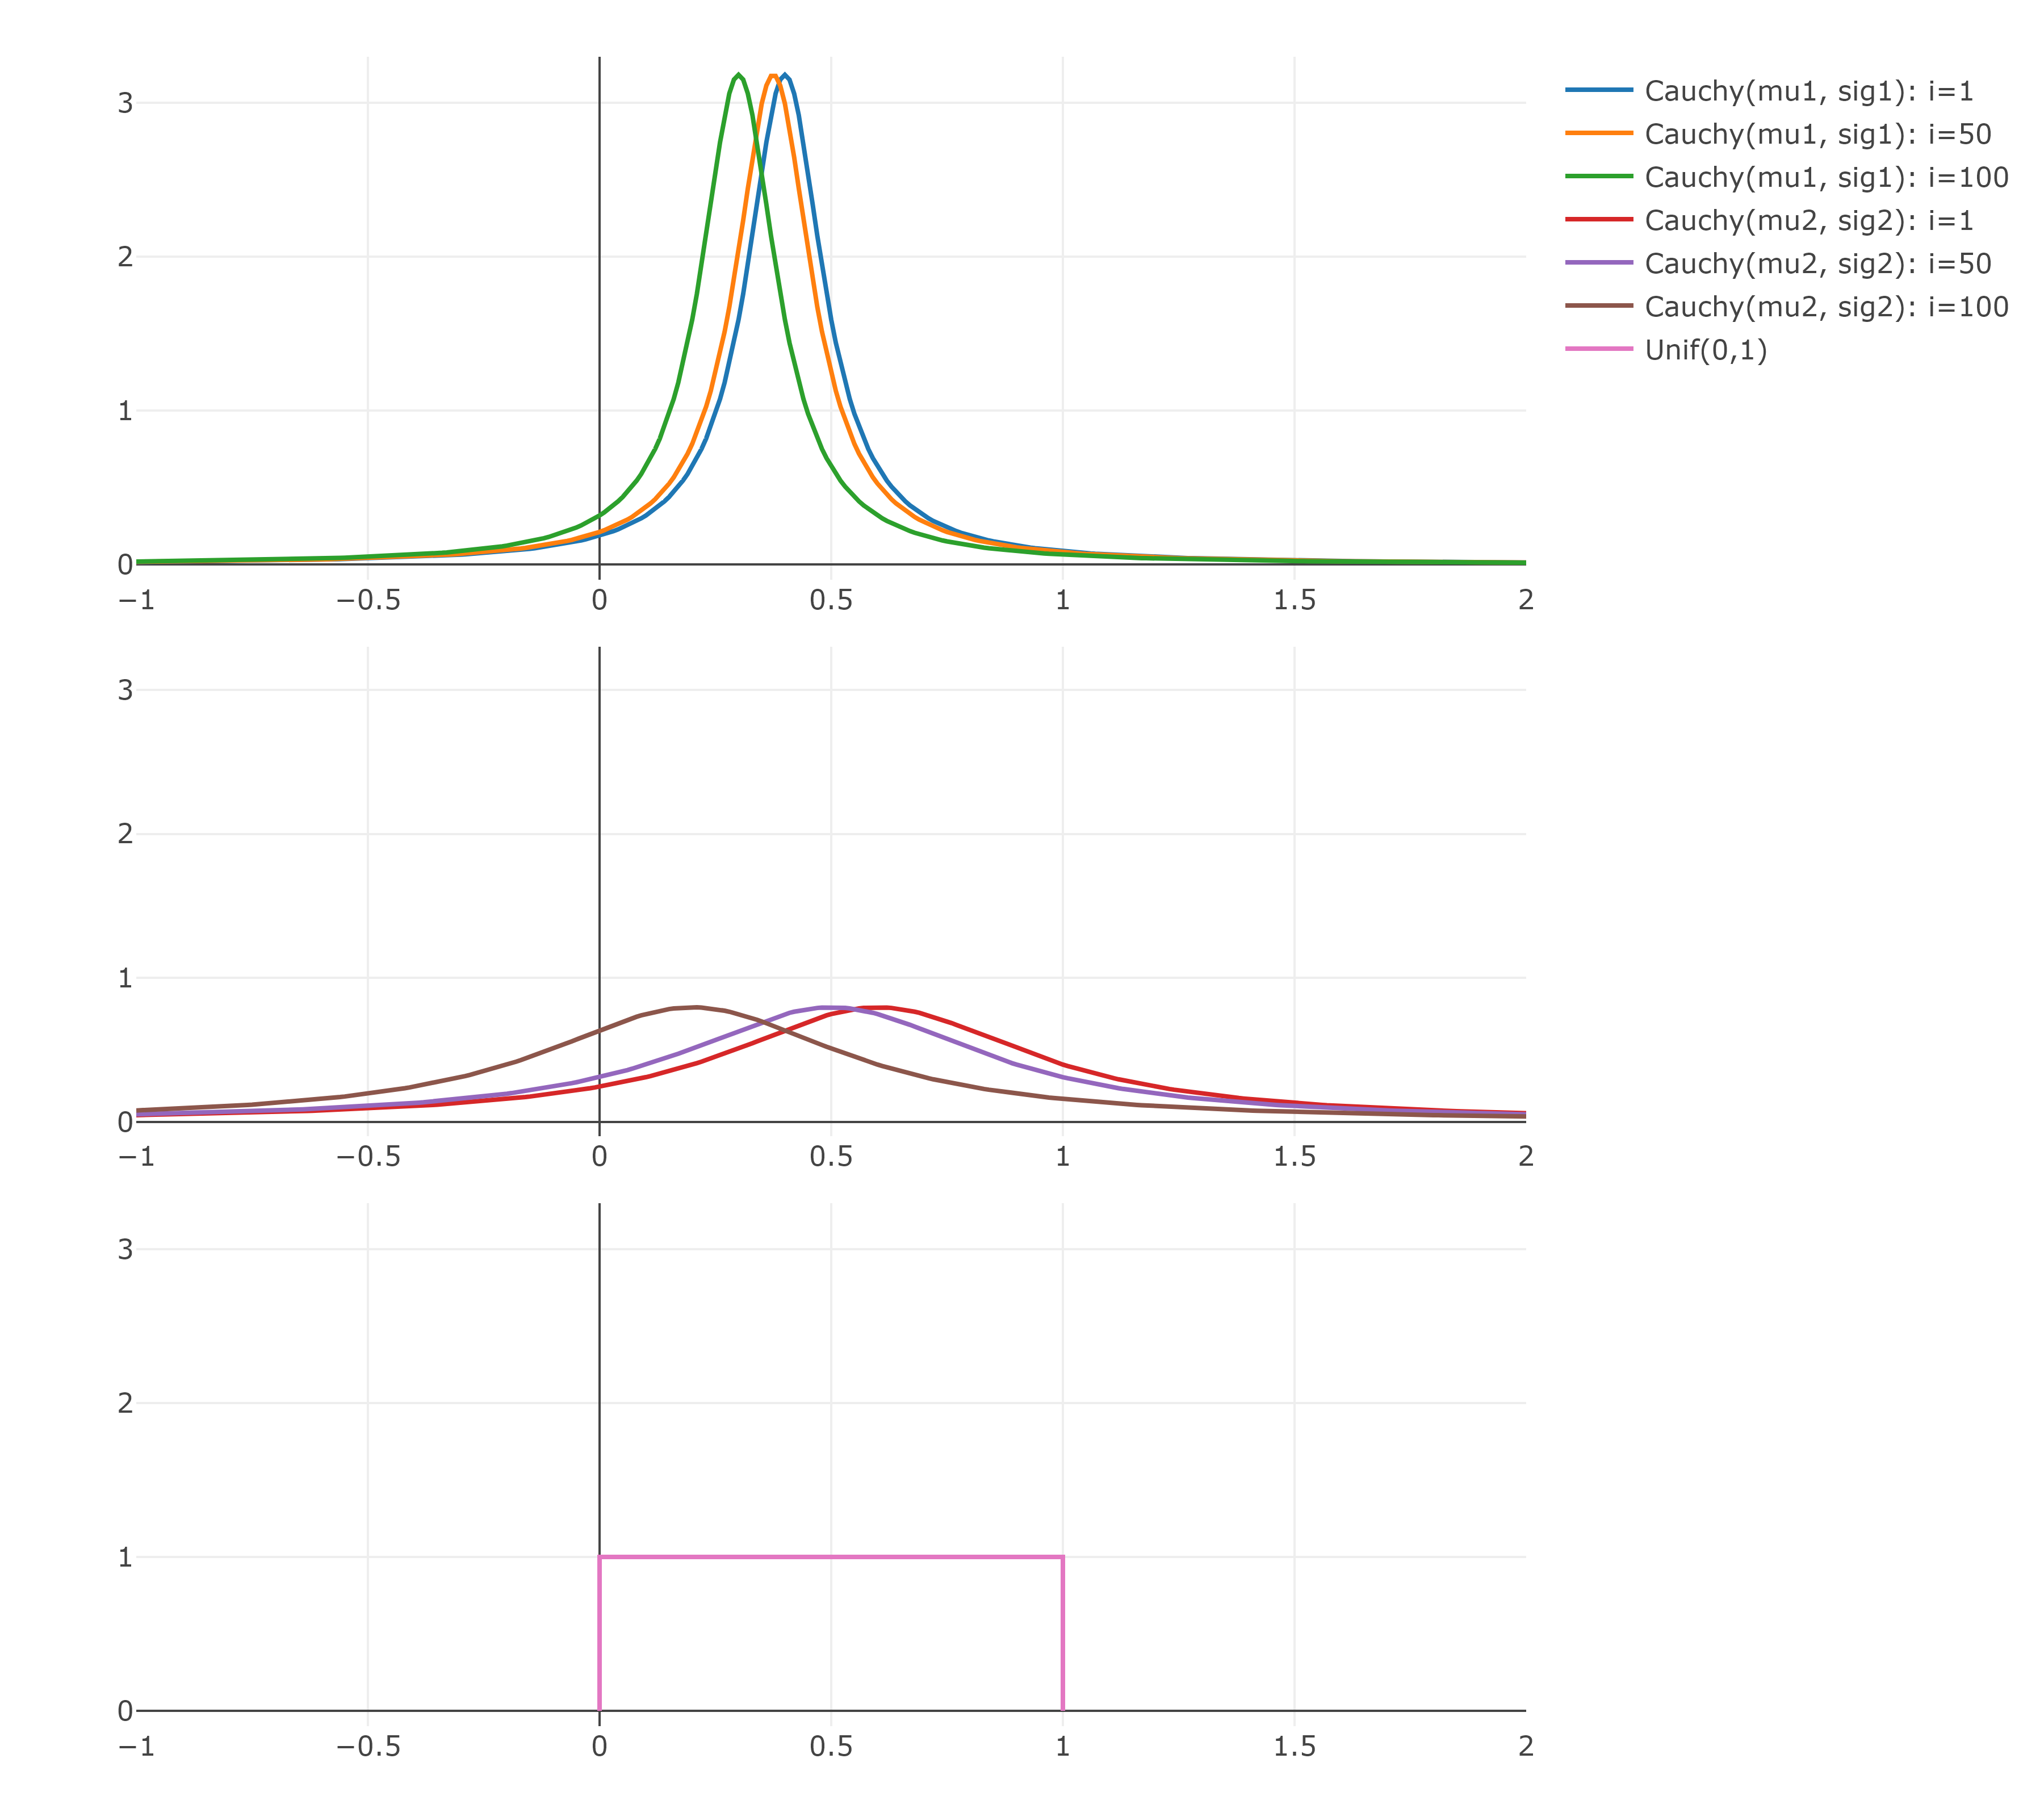 3
2
1
0
−1 −0.5 0 0.5 1 1.5 2
Cauchy(mu1, sig1): i=1
Cauchy(mu1, sig1): i=50
Cauchy(mu1, sig1): i=100
Cauchy(mu2, sig2): i=1
Cauchy(mu2, sig2): i=50
Cauchy(mu2, sig2): i=100
Unif(0,1)
3
2
1
0
−1 −0.5 0 0.5 1 1.5 2
3
2
1
0
−1 −0.5 0 0.5 1 1.5 2